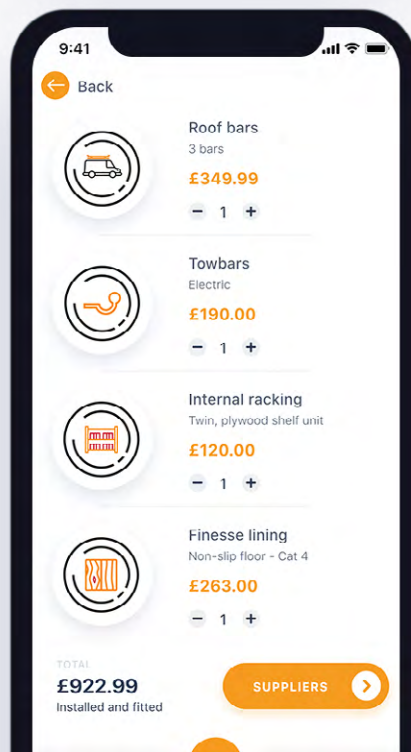 9:41
Back
Roof bars
3 bars
£349.99
− 1 +
Towbars
Electric
£190.00
− 1 +
Internal racking
Twin, plywood shelf unit
£120.00
− 1 +
Finesse lining
Non-slip floor - Cat 4
£263.00
− 1 +
TOTAL
£922.99
Installed and fitted
SUPPLIERS